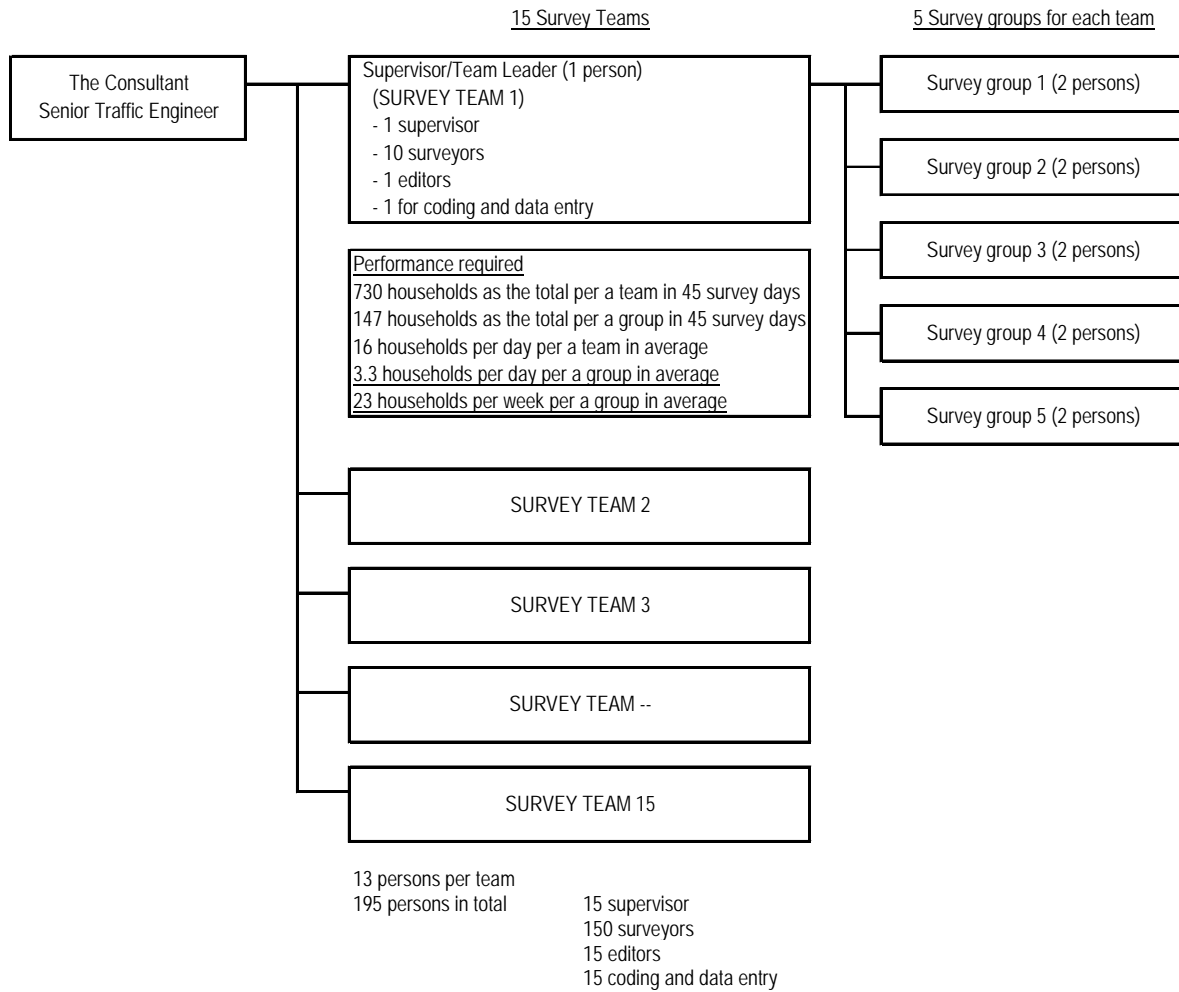 15 Survey Teams
5 Survey groups for each team
The Consultant
Senior Traffic Engineer
Supervisor/Team Leader (1 person)
(SURVEY TEAM 1)
- 1 supervisor
- 10 surveyors
- 1 editors
- 1 for coding and data entry
Survey group 1 (2 persons)
Survey group 2 (2 persons)
Survey group 3 (2 persons)
Survey group 4 (2 persons)
Survey group 5 (2 persons)
Performance required
730 households as the total per a team in 45 survey days
147 households as the total per a group in 45 survey days
16 households per day per a team in average
3.3 households per day per a group in average
23 households per week per a group in average
SURVEY TEAM 2
SURVEY TEAM 3
SURVEY TEAM --
SURVEY TEAM 15
13 persons per team
195 persons in total
15 supervisor
150 surveyors
15 editors
15 coding and data entry